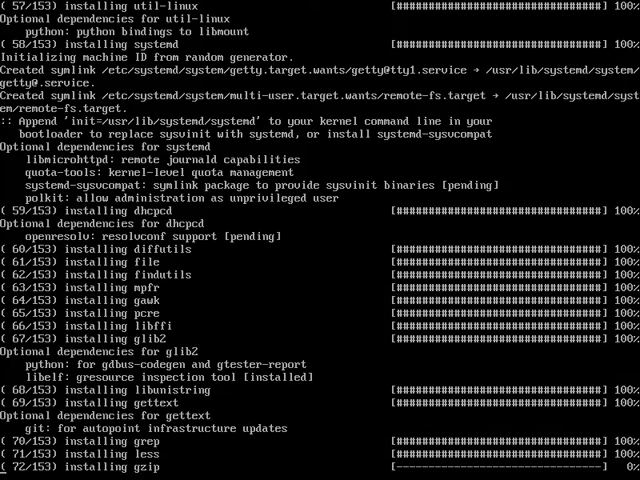 ( 57/153) installing util-linux [################################] 100%
Optional dependencies for util-linux
python: python bindings to libmount
( 58/153) installing systemd [################################] 100%
Initializing machine ID from random generator.
Created symlink /etc/systemd/system/getty.target.wants/getty@tty1.service → /usr/lib/systemd/system/
getty@.service.
Created symlink /etc/systemd/system/multi-user.target.wants/remote-fs.target → /usr/lib/systemd/syst
em/remote-fs.target.
:: Append 'init=/usr/lib/systemd/systemd' to your kernel command line in your
bootloader to replace sysvinit with systemd, or install systemd-sysvcompat
Optional dependencies for systemd
libmicrohttpd: remote journald capabilities
quota-tools: kernel-level quota management
systemd-sysvcompat: symlink package to provide sysvinit binaries [pending]
polkit: allow administration as unprivileged user
( 59/153) installing dhcpcd [################################] 100%
Optional dependencies for dhcpcd
openresolv: resolvconf support [pending]
( 60/153) installing diffutils [################################] 100%
( 61/153) installing file [################################] 100%
( 62/153) installing findutils [################################] 100%
( 63/153) installing mpfr [################################] 100%
( 64/153) installing gawk [################################] 100%
( 65/153) installing pcre [################################] 100%
( 66/153) installing libffi [################################] 100%
( 67/153) installing glib2 [################################] 100%
Optional dependencies for glib2
python: for gdbus-codegen and gtester-report
libelf: gresource inspection tool [installed]
( 68/153) installing libunistring [################################] 100%
( 69/153) installing gettext [################################] 100%
Optional dependencies for gettext
git: for autopoint infrastructure updates
( 70/153) installing grep [################################] 100%
( 71/153) installing less [################################] 100%
( 72/153) installing gzip [--------------------------------] 0%